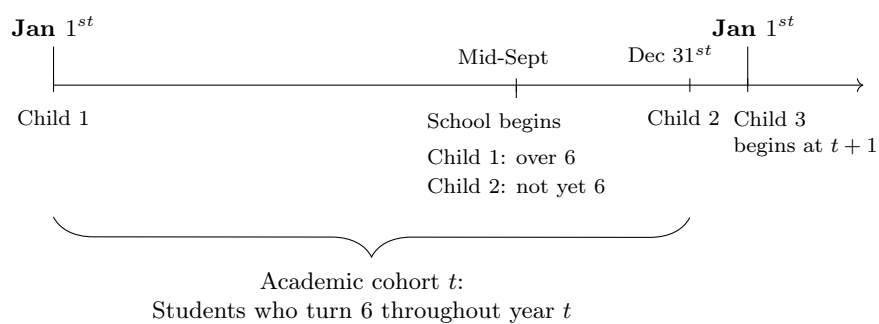 Jan 1st
Jan 1st
Mid-Sept
Dec 31st
Child 1
School begins
Child 1: over 6
Child 2: not yet 6
Child 2
Child 3
begins at t + 1
Academic cohort t:
Students who turn 6 throughout year t